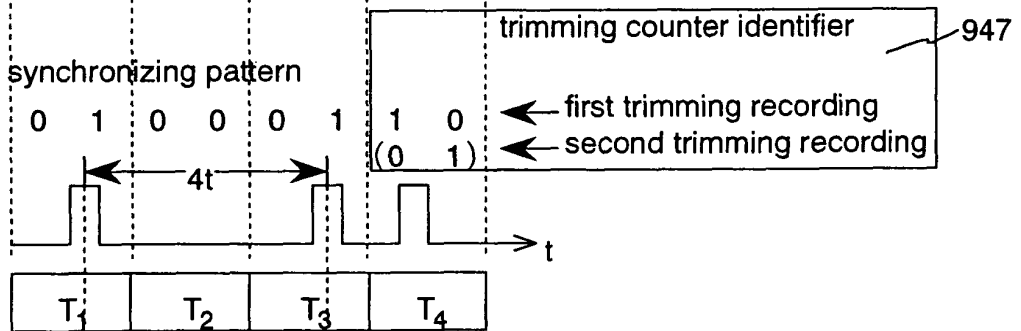 trimming counter identifier
947
synchronizing pattern
0 1 0 0 0 1 1 0
first trimming recording
(0 1)
second trimming recording
4t
t
T1 T2 T3 T4